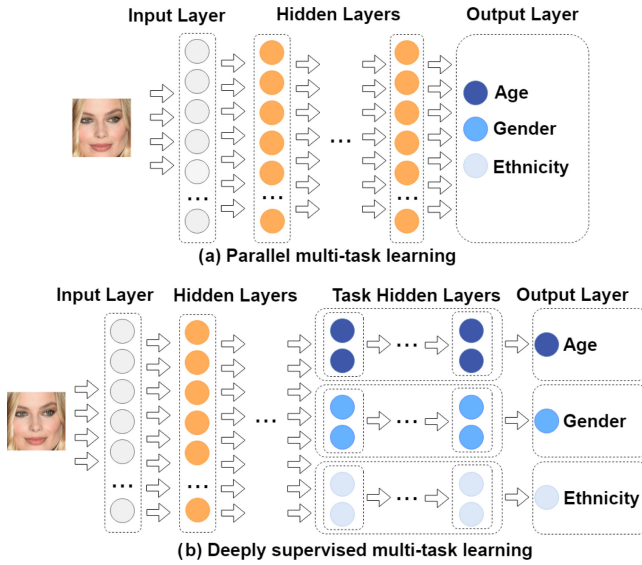 Input Layer Hidden Layers Output Layer
Age
Gender
... Ethnicity
... ... ...
(a) Parallel multi-task learning
Input Layer Hidden Layers Task Hidden Layers Output Layer
... ... Age
... ... Gender
... ... ... Ethnicity
(b) Deeply supervised multi-task learning